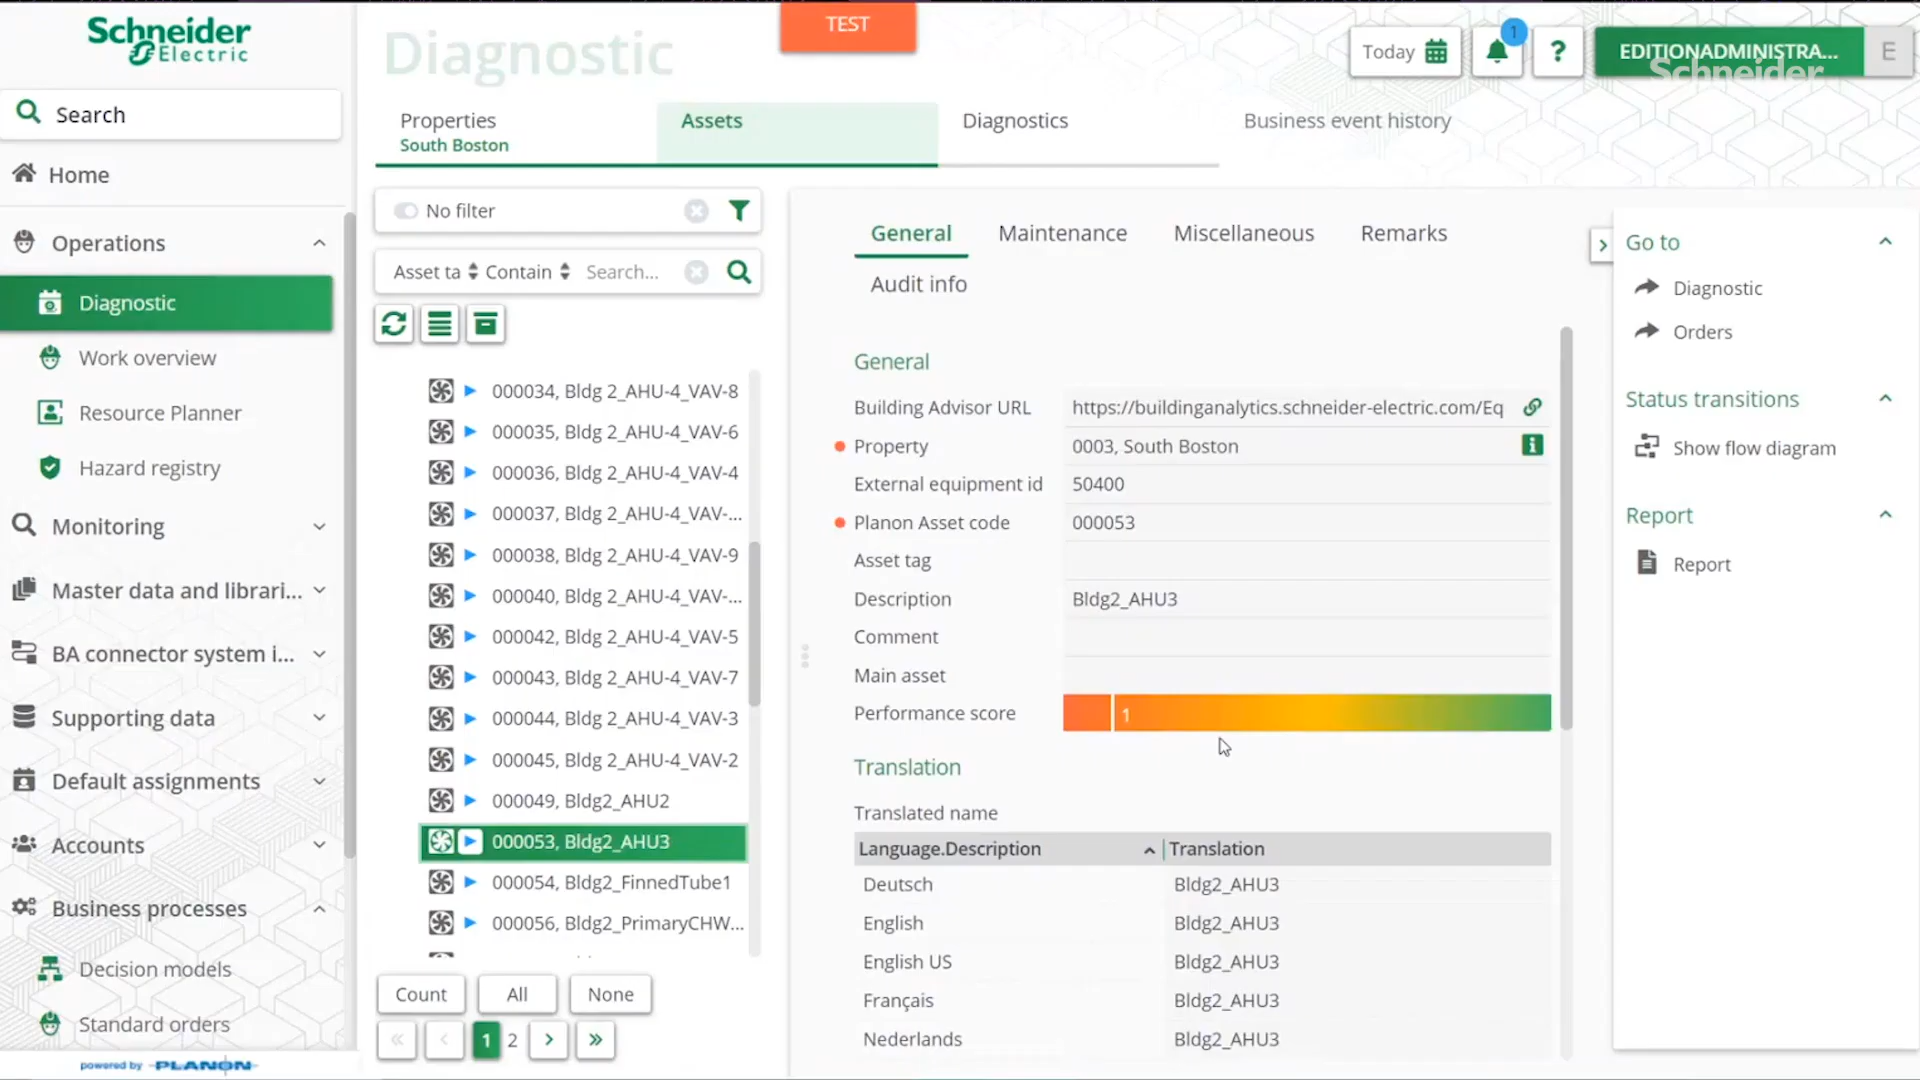 Schneider
Electric
Search
Home
Operations
Diagnostic
Work overview
Resource Planner
Hazard registry
Monitoring
Master data and librari...
BA connector system i...
Supporting data
Default assignments
Accounts
Business processes
Decision models
Standard orders
powered by PLANON
Diagnostic
TEST
Today
1
?
EDITIONADMINISTRA...
E
Schneider
Properties
South Boston
Assets
Diagnostics
Business event history
No filter
Asset ta Contain Search...
000034, Bldg 2_AHU-4_VAV-8
000035, Bldg 2_AHU-4_VAV-6
000036, Bldg 2_AHU-4_VAV-4
000037, Bldg 2_AHU-4_VAV-...
000038, Bldg 2_AHU-4_VAV-9
000040, Bldg 2_AHU-4_VAV-...
000042, Bldg 2_AHU-4_VAV-5
000043, Bldg 2_AHU-4_VAV-7
000044, Bldg 2_AHU-4_VAV-3
000045, Bldg 2_AHU-4_VAV-2
000049, Bldg2_AHU2
000053, Bldg2_AHU3
000054, Bldg2_FinnedTube1
000056, Bldg2_PrimaryCHW...
Count All None
« ‹ 1 2 › »
General Maintenance Miscellaneous Remarks
Audit info
General
Building Advisor URL https://buildinganalytics.schneider-electric.com/Eq
Property 0003, South Boston
External equipment id 50400
Planon Asset code 000053
Asset tag
Description Bldg2_AHU3
Comment
Main asset
Performance score 1
Translation
Translated name
Language.Description Translation
Deutsch Bldg2_AHU3
English Bldg2_AHU3
English US Bldg2_AHU3
Français Bldg2_AHU3
Nederlands Bldg2_AHU3
Go to
Diagnostic
Orders
Status transitions
Show flow diagram
Report
Report